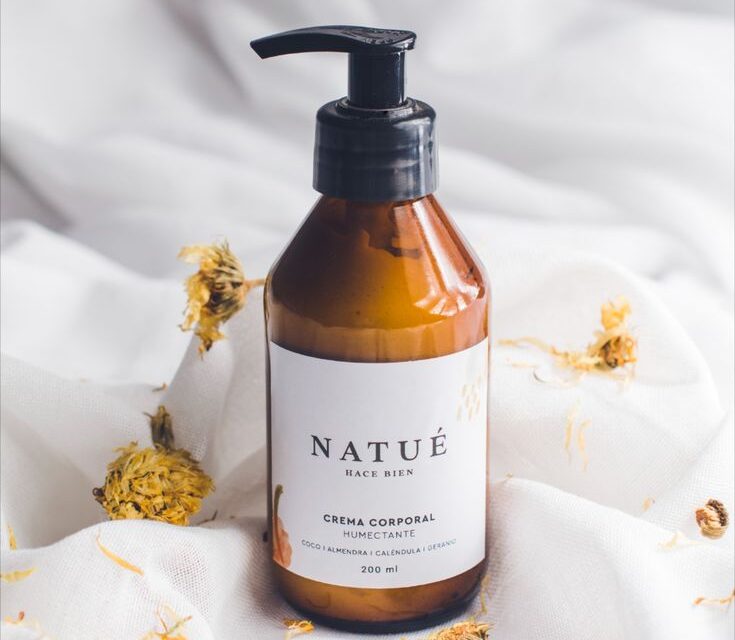 NATUÉ
HACE BIEN
CREMA CORPORAL
HUMECTANTE
COCO | ALMENDRA | CALÉNDULA | GERANIO
200 ml